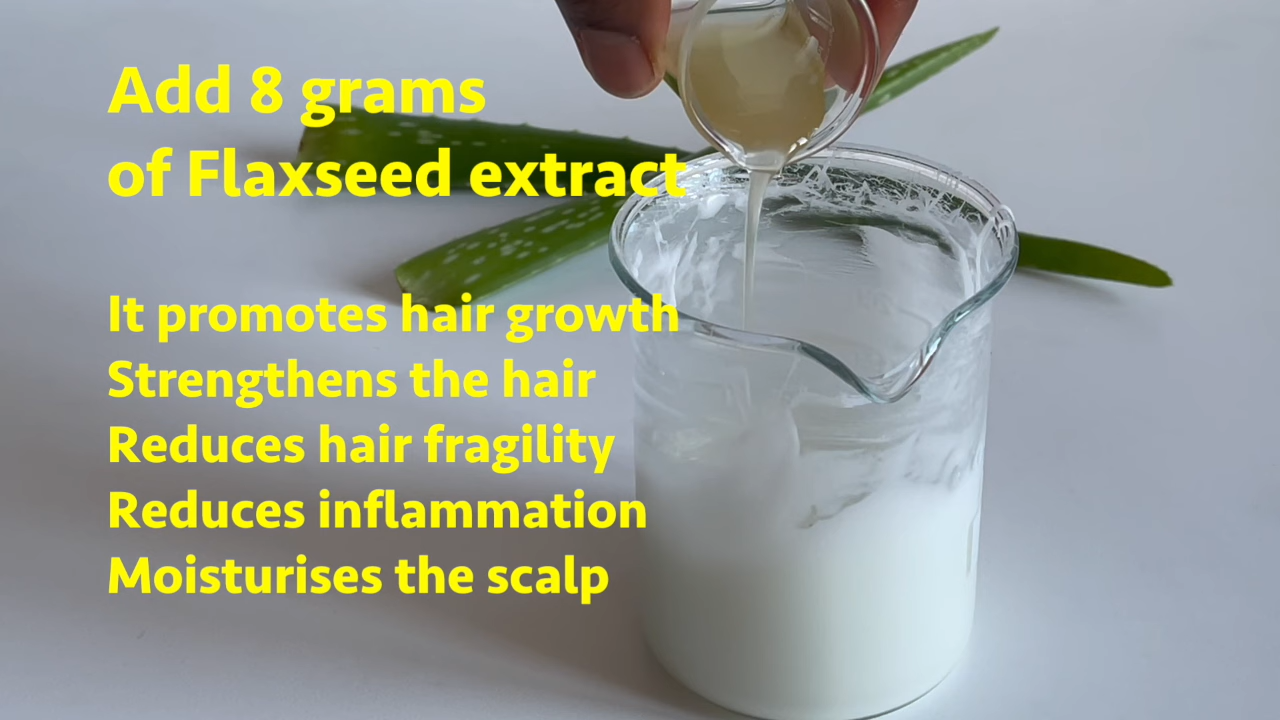 Add 8 grams
of Flaxseed extract
It promotes hair growth
Strengthens the hair
Reduces hair fragility
Reduces inflammation
Moisturises the scalp